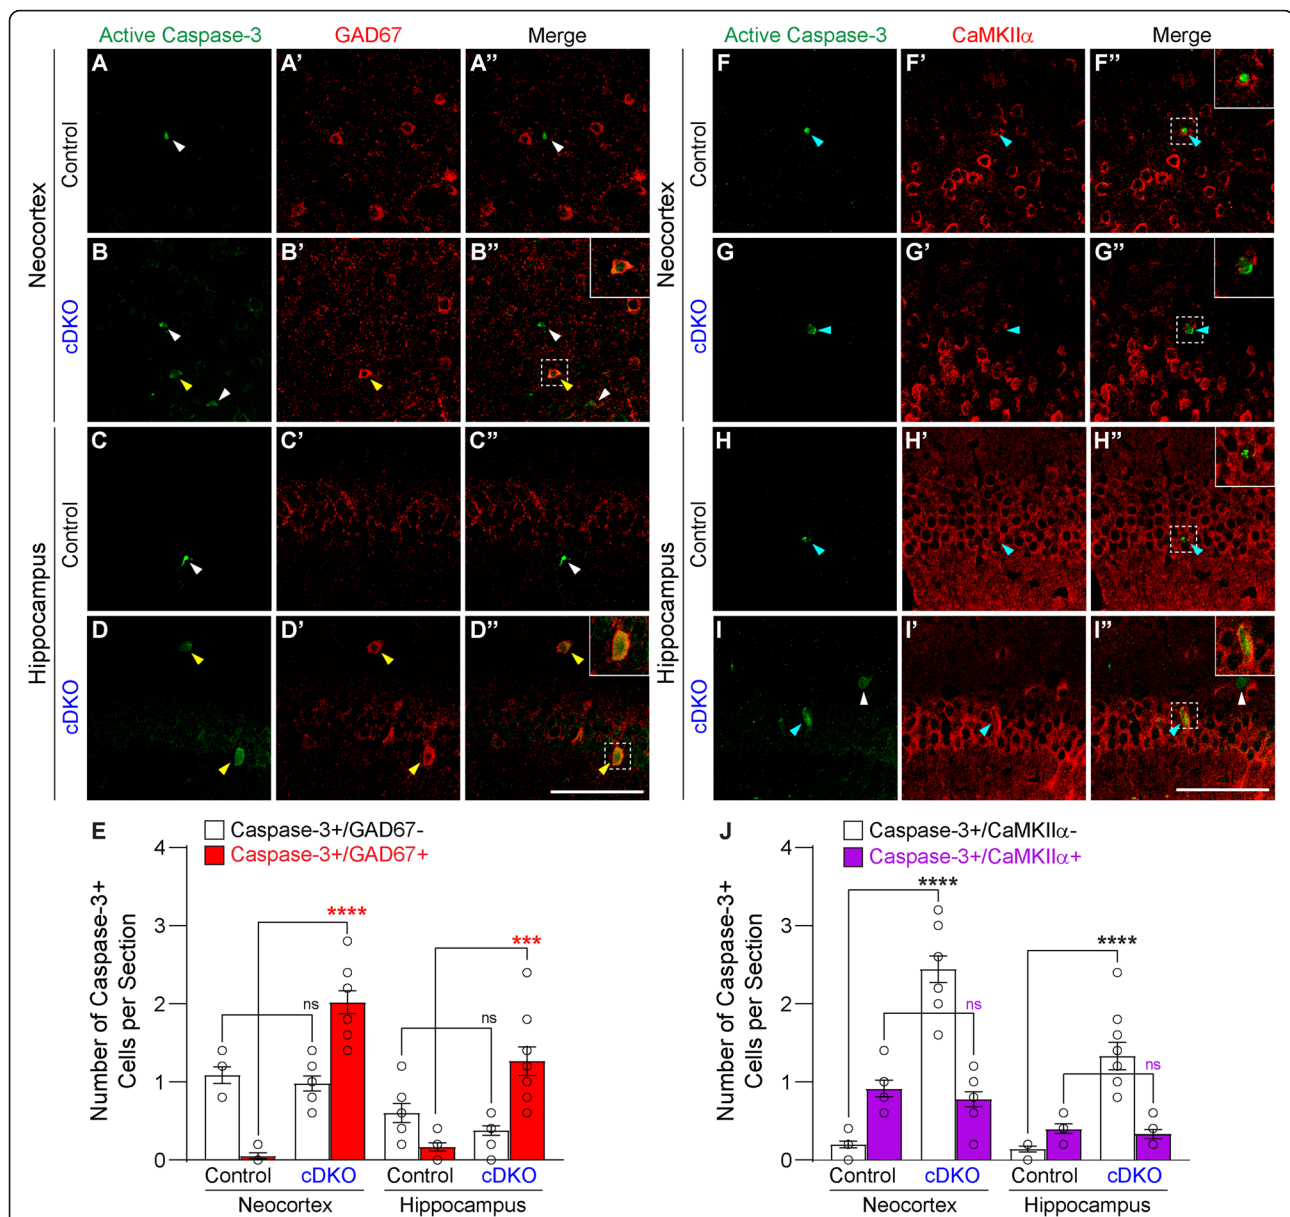 Active Caspase-3 GAD67 Merge Active Caspase-3 CaMKIIα Merge
Neocortex
Control
A A' A'' F F' F''
cDKO
B B' B'' G G' G''
Hippocampus
Control
C C' C'' H H' H''
cDKO
D D' D'' I I' I''
Neocortex
Control
cDKO
Hippocampus
Control
cDKO
E
Caspase-3+/GAD67-
Caspase-3+/GAD67+
Number of Caspase-3+
Cells per Section
4
3
2
1
0
ns
****
ns
***
Control cDKO Control cDKO
Neocortex Hippocampus
J
Caspase-3+/CaMKIIα-
Caspase-3+/CaMKIIα+
Number of Caspase-3+
Cells per Section
4
3
2
1
0
****
ns
****
ns
Control cDKO Control cDKO
Neocortex Hippocampus